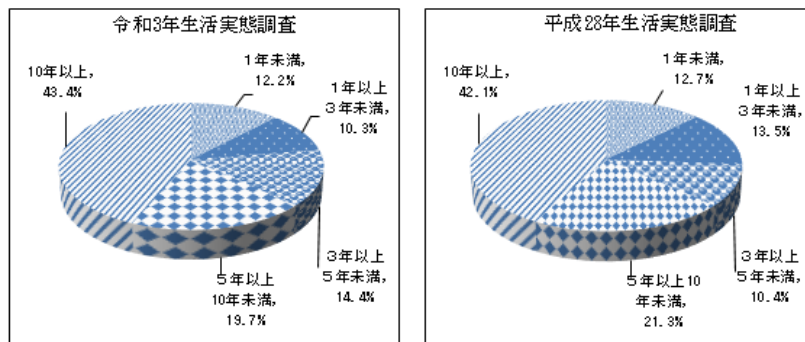 令和3年生活実態調査
10年以上,
43.4%
1年未満,
12.2%
1年以上
3年未満,
10.3%
3年以上
5年未満,
14.4%
5年以上
10年未満,
19.7%
平成28年生活実態調査
10年以上,
42.1%
1年未満,
12.7%
1年以上
3年未満,
13.5%
3年以上
5年未満,
10.4%
5年以上10
年未満,
21.3%